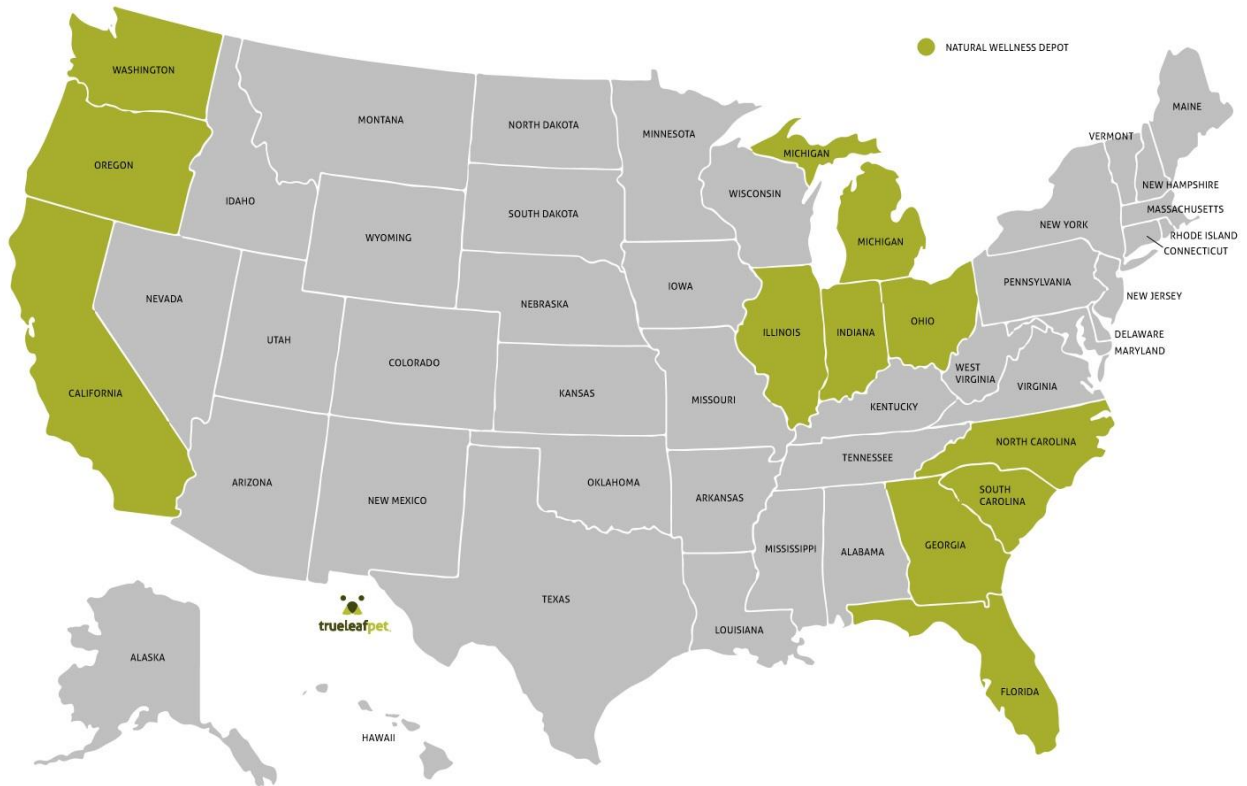 NATURAL WELLNESS DEPOT
WASHINGTON
MONTANA
NORTH DAKOTA
MINNESOTA
MAINE
VERMONT
OREGON
MICHIGAN
IDAHO
WISCONSIN
NEW HAMPSHIRE
SOUTH DAKOTA
MASSACHUSETTS
WYOMING
MICHIGAN
NEW YORK
RHODE ISLAND
CONNECTICUT
NEVADA
NEBRASKA
IOWA
PENNSYLVANIA
NEW JERSEY
UTAH
ILLINOIS
INDIANA
OHIO
DELAWARE
MARYLAND
COLORADO
CALIFORNIA
KANSAS
MISSOURI
KENTUCKY
WEST
VIRGINIA
VIRGINIA
NORTH CAROLINA
TENNESSEE
ARIZONA
NEW MEXICO
OKLAHOMA
ARKANSAS
SOUTH
CAROLINA
MISSISSIPPI
ALABAMA
GEORGIA
TEXAS
trueleafpet
LOUISIANA
ALASKA
FLORIDA
HAWAII